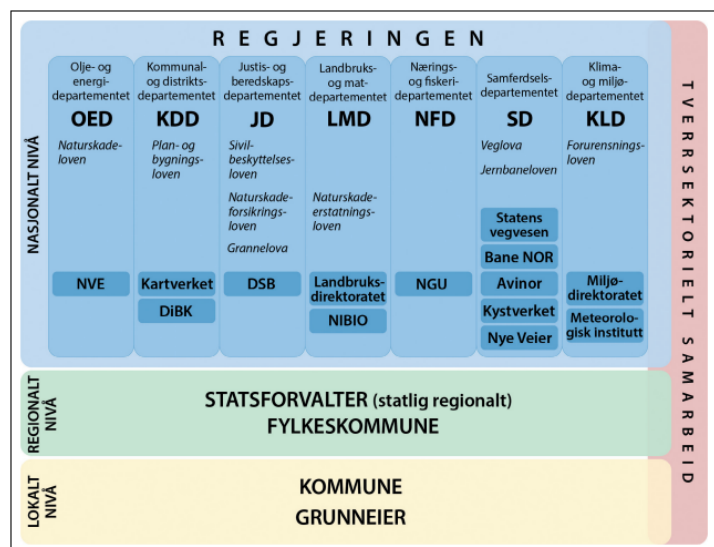 REGJERINGEN
NASJONALT NIVÅ
Olje- og
energi-
departementet
OED
Naturskade-
loven
NVE
Kommunal-
og distrikts-
departementet
KDD
Plan- og
bygnings-
loven
Kartverket
DiBK
Justis- og
beredskaps-
departementet
JD
Sivil-
beskyttelses-
loven
Naturskade-
forsikrings-
loven
Grannelova
DSB
Landbruks-
og mat-
departementet
LMD
Naturskade-
erstatnings-
loven
Landbruks-
direktoratet
NIBIO
Nærings-
og fiskeri-
departementet
NFD
NGU
Samferdsels-
departementet
SD
Veglova
Jernbaneloven
Statens
vegvesen
Bane NOR
Avinor
Kystverket
Nye Veier
Klima-
og miljø-
departementet
KLD
Forurensnings-
loven
Miljø-
direktoratet
Meteorolo-
gisk institutt
REGIONALT
NIVÅ
STATSFORVALTER (statlig regionalt)
FYLKESKOMMUNE
LOKALT
NIVÅ
KOMMUNE
GRUNNEIER
TVERRSEKTORIELT SAMARBEID